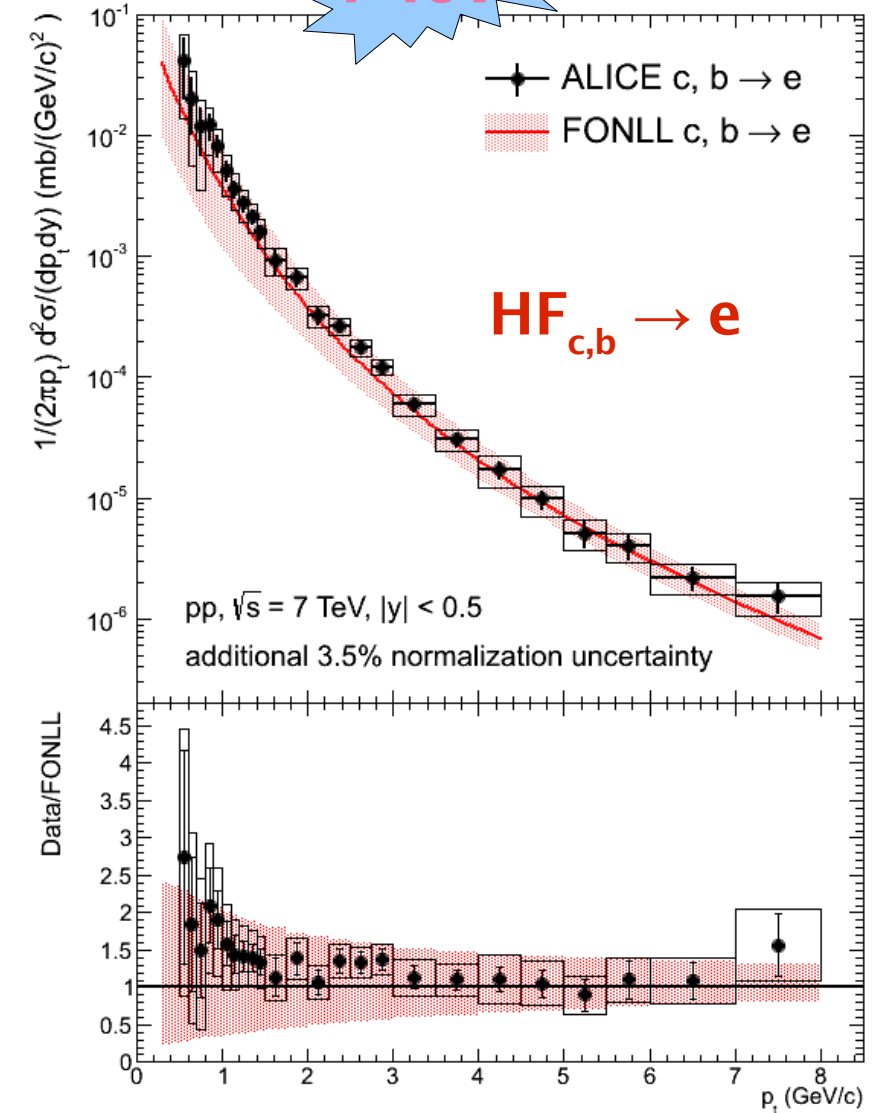 10⁻¹
ALICE c, b → e
FONLL c, b → e
10⁻²
10⁻³
HF_c,b → e
10⁻⁴
10⁻⁵
10⁻⁶
1/(2πp_t) d²σ/(dp_t dy) (mb/(GeV/c)²)
pp, √s = 7 TeV, |y| < 0.5
additional 3.5% normalization uncertainty
Data/FONLL
4.5
4
3.5
3
2.5
2
1.5
1
0.5
0
0 1 2 3 4 5 6 7 8
p_t (GeV/c)